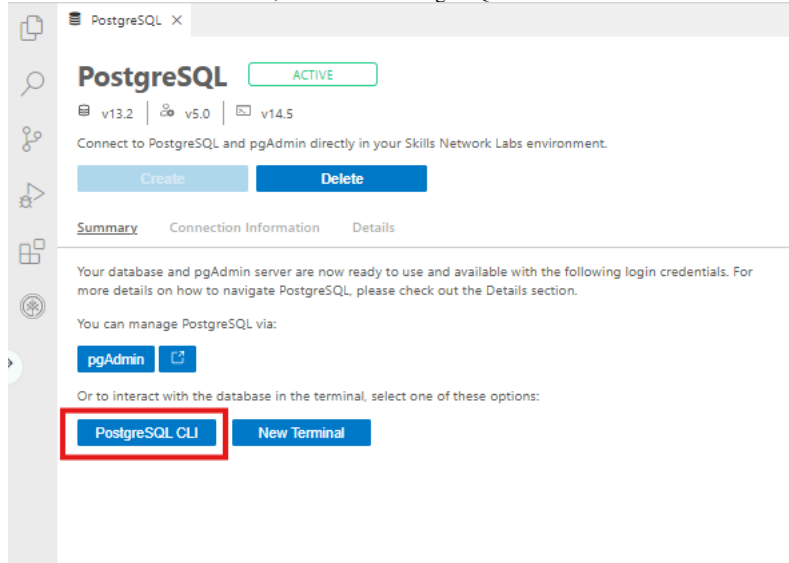 PostgreSQL
PostgreSQL ACTIVE
v13.2 v5.0 v14.5
Connect to PostgreSQL and pgAdmin directly in your Skills Network Labs environment.
Create Delete
Summary Connection Information Details
Your database and pgAdmin server are now ready to use and available with the following login credentials. For
more details on how to navigate PostgreSQL, please check out the Details section.
You can manage PostgreSQL via:
pgAdmin
Or to interact with the database in the terminal, select one of these options:
PostgreSQL CLI New Terminal